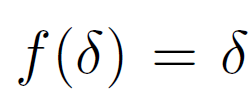 f(δ) = δ